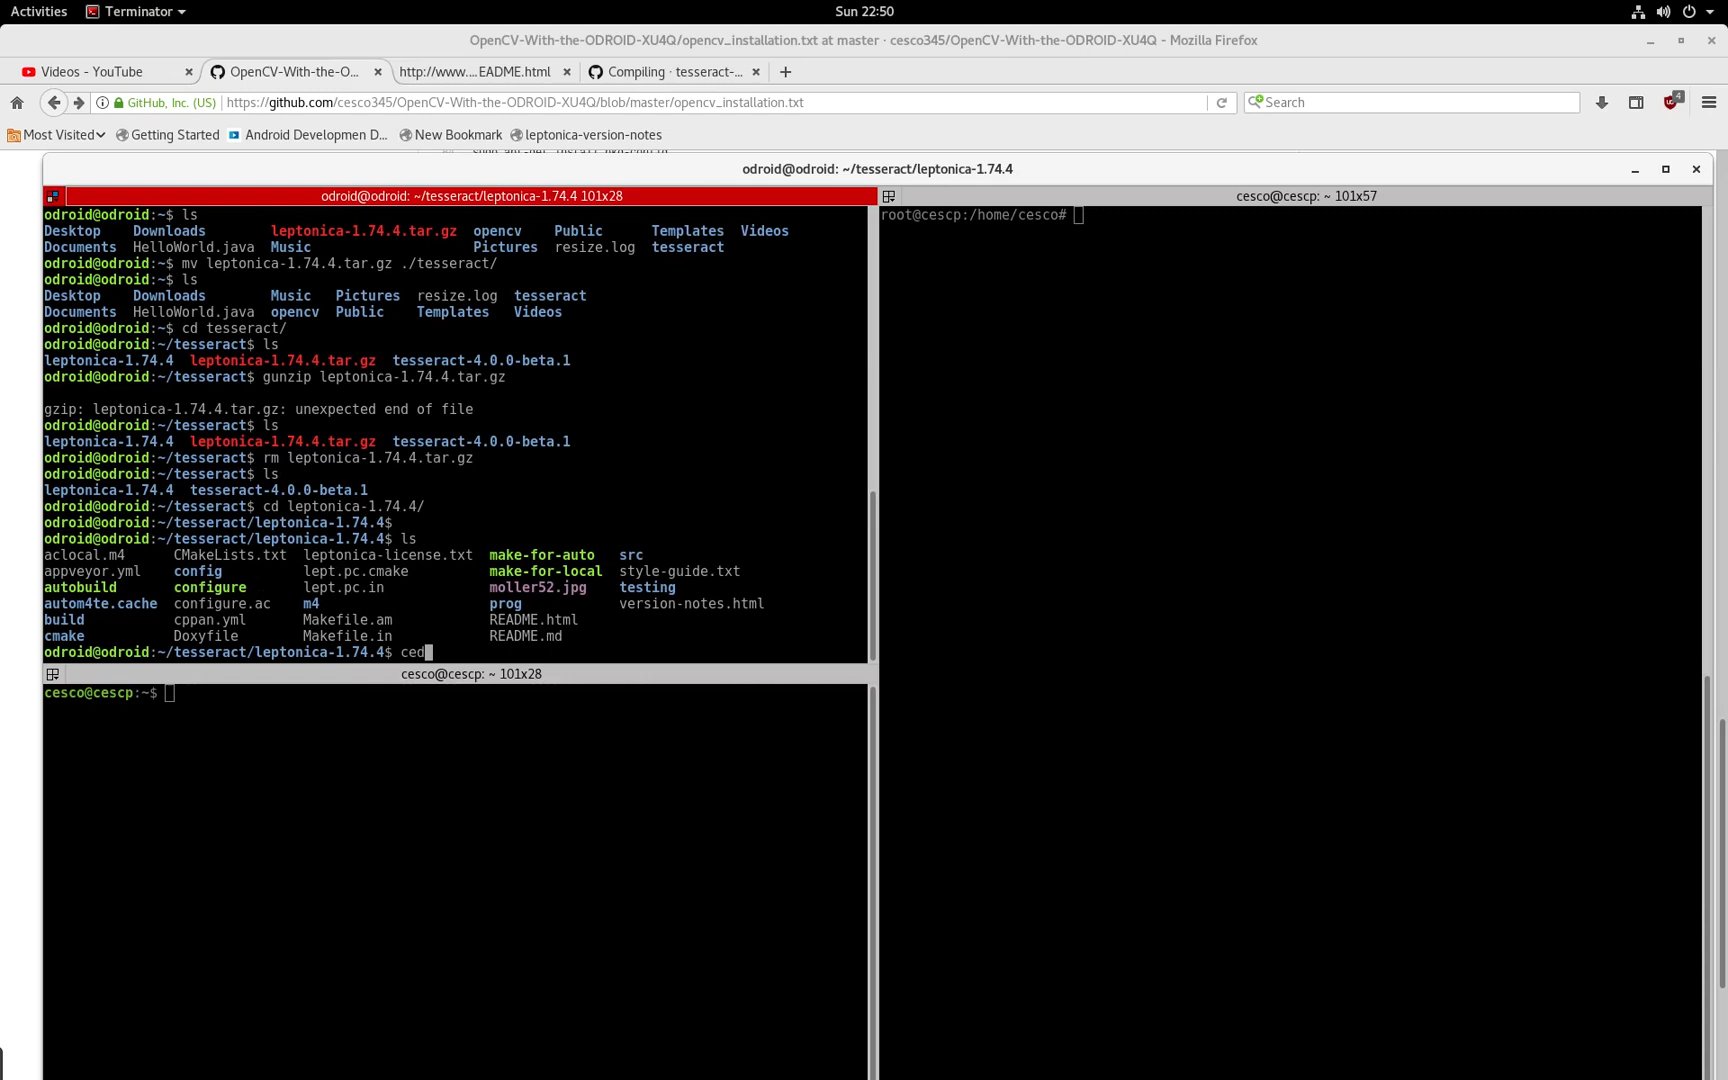 Activities Terminator Sun 22:50
OpenCV-With-the-ODROID-XU4Q/opencv_installation.txt at master · cesco345/OpenCV-With-the-ODROID-XU4Q - Mozilla Firefox
Videos - YouTube OpenCV-With-the-O... http://www....EADME.html Compiling · tesseract-...
GitHub, Inc. (US) https://github.com/cesco345/OpenCV-With-the-ODROID-XU4Q/blob/master/opencv_installation.txt Search 4
Most Visited Getting Started Android Developmen D... New Bookmark leptonica-version-notes
odroid@odroid: ~/tesseract/leptonica-1.74.4
odroid@odroid: ~/tesseract/leptonica-1.74.4 101x28
odroid@odroid:~$ ls
Desktop Downloads leptonica-1.74.4.tar.gz opencv Public Templates Videos
Documents HelloWorld.java Music Pictures resize.log tesseract
odroid@odroid:~$ mv leptonica-1.74.4.tar.gz ./tesseract/
odroid@odroid:~$ ls
Desktop Downloads Music Pictures resize.log tesseract
Documents HelloWorld.java opencv Public Templates Videos
odroid@odroid:~$ cd tesseract/
odroid@odroid:~/tesseract$ ls
leptonica-1.74.4 leptonica-1.74.4.tar.gz tesseract-4.0.0-beta.1
odroid@odroid:~/tesseract$ gunzip leptonica-1.74.4.tar.gz
gzip: leptonica-1.74.4.tar.gz: unexpected end of file
odroid@odroid:~/tesseract$ ls
leptonica-1.74.4 leptonica-1.74.4.tar.gz tesseract-4.0.0-beta.1
odroid@odroid:~/tesseract$ rm leptonica-1.74.4.tar.gz
odroid@odroid:~/tesseract$ ls
leptonica-1.74.4 tesseract-4.0.0-beta.1
odroid@odroid:~/tesseract$ cd leptonica-1.74.4/
odroid@odroid:~/tesseract/leptonica-1.74.4$
odroid@odroid:~/tesseract/leptonica-1.74.4$ ls
aclocal.m4 CMakeLists.txt leptonica-license.txt make-for-auto src
appveyor.yml config lept.pc.cmake make-for-local style-guide.txt
autobuild configure lept.pc.in moller52.jpg testing
autom4te.cache configure.ac m4 prog version-notes.html
build cppan.yml Makefile.am README.html
cmake Doxyfile Makefile.in README.md
odroid@odroid:~/tesseract/leptonica-1.74.4$ ced
cesco@cescp: ~ 101x28
cesco@cescp:~$
cesco@cescp: ~ 101x57
root@cescp:/home/cesco#